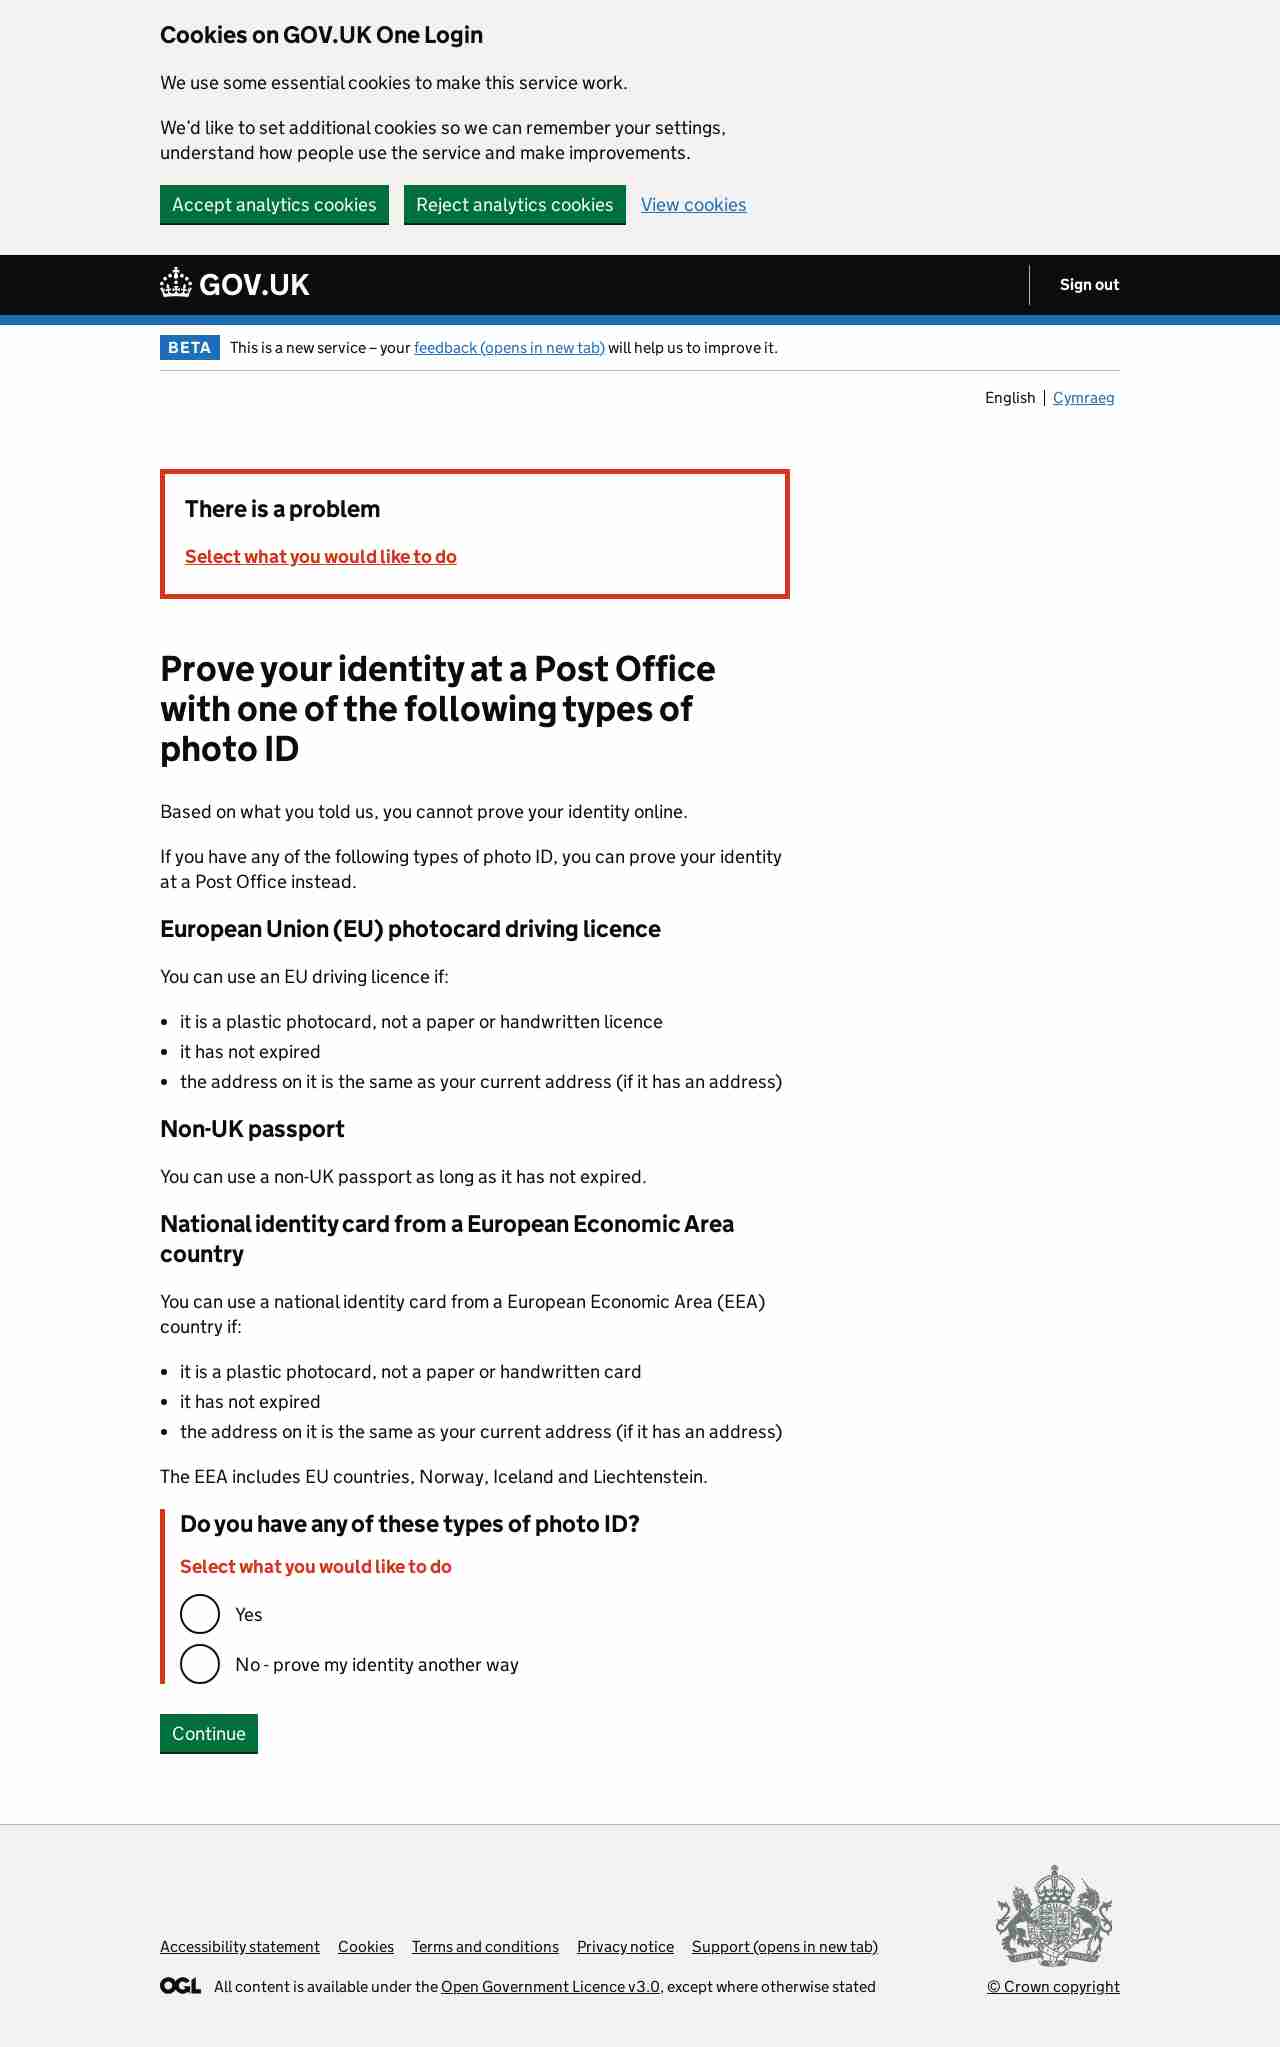 Cookies on GOV.UK One Login
We use some essential cookies to make this service work.
We'd like to set additional cookies so we can remember your settings,
understand how people use the service and make improvements.
Accept analytics cookies Reject analytics cookies View cookies
GOV.UK Sign out
BETA This is a new service – your feedback (opens in new tab) will help us to improve it.
English Cymraeg
There is a problem
Select what you would like to do
Prove your identity at a Post Office
with one of the following types of
photo ID
Based on what you told us, you cannot prove your identity online.
If you have any of the following types of photo ID, you can prove your identity
at a Post Office instead.
European Union (EU) photocard driving licence
You can use an EU driving licence if:
• it is a plastic photocard, not a paper or handwritten licence
• it has not expired
• the address on it is the same as your current address (if it has an address)
Non-UK passport
You can use a non-UK passport as long as it has not expired.
National identity card from a European Economic Area
country
You can use a national identity card from a European Economic Area (EEA)
country if:
• it is a plastic photocard, not a paper or handwritten card
• it has not expired
• the address on it is the same as your current address (if it has an address)
The EEA includes EU countries, Norway, Iceland and Liechtenstein.
Do you have any of these types of photo ID?
Select what you would like to do
Yes
No - prove my identity another way
Continue
Accessibility statement Cookies Terms and conditions Privacy notice Support (opens in new tab)
OGL All content is available under the Open Government Licence v3.0, except where otherwise stated
© Crown copyright